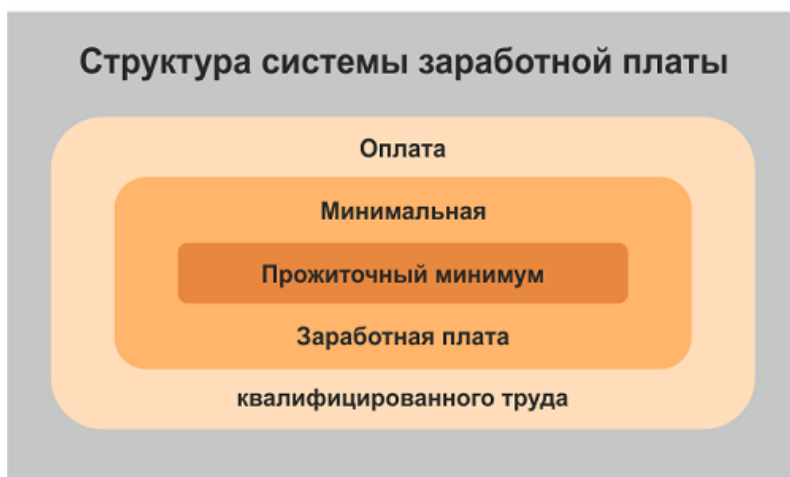 Структура системы заработной платы
Оплата
Минимальная
Прожиточный минимум
Заработная плата
квалифицированного труда